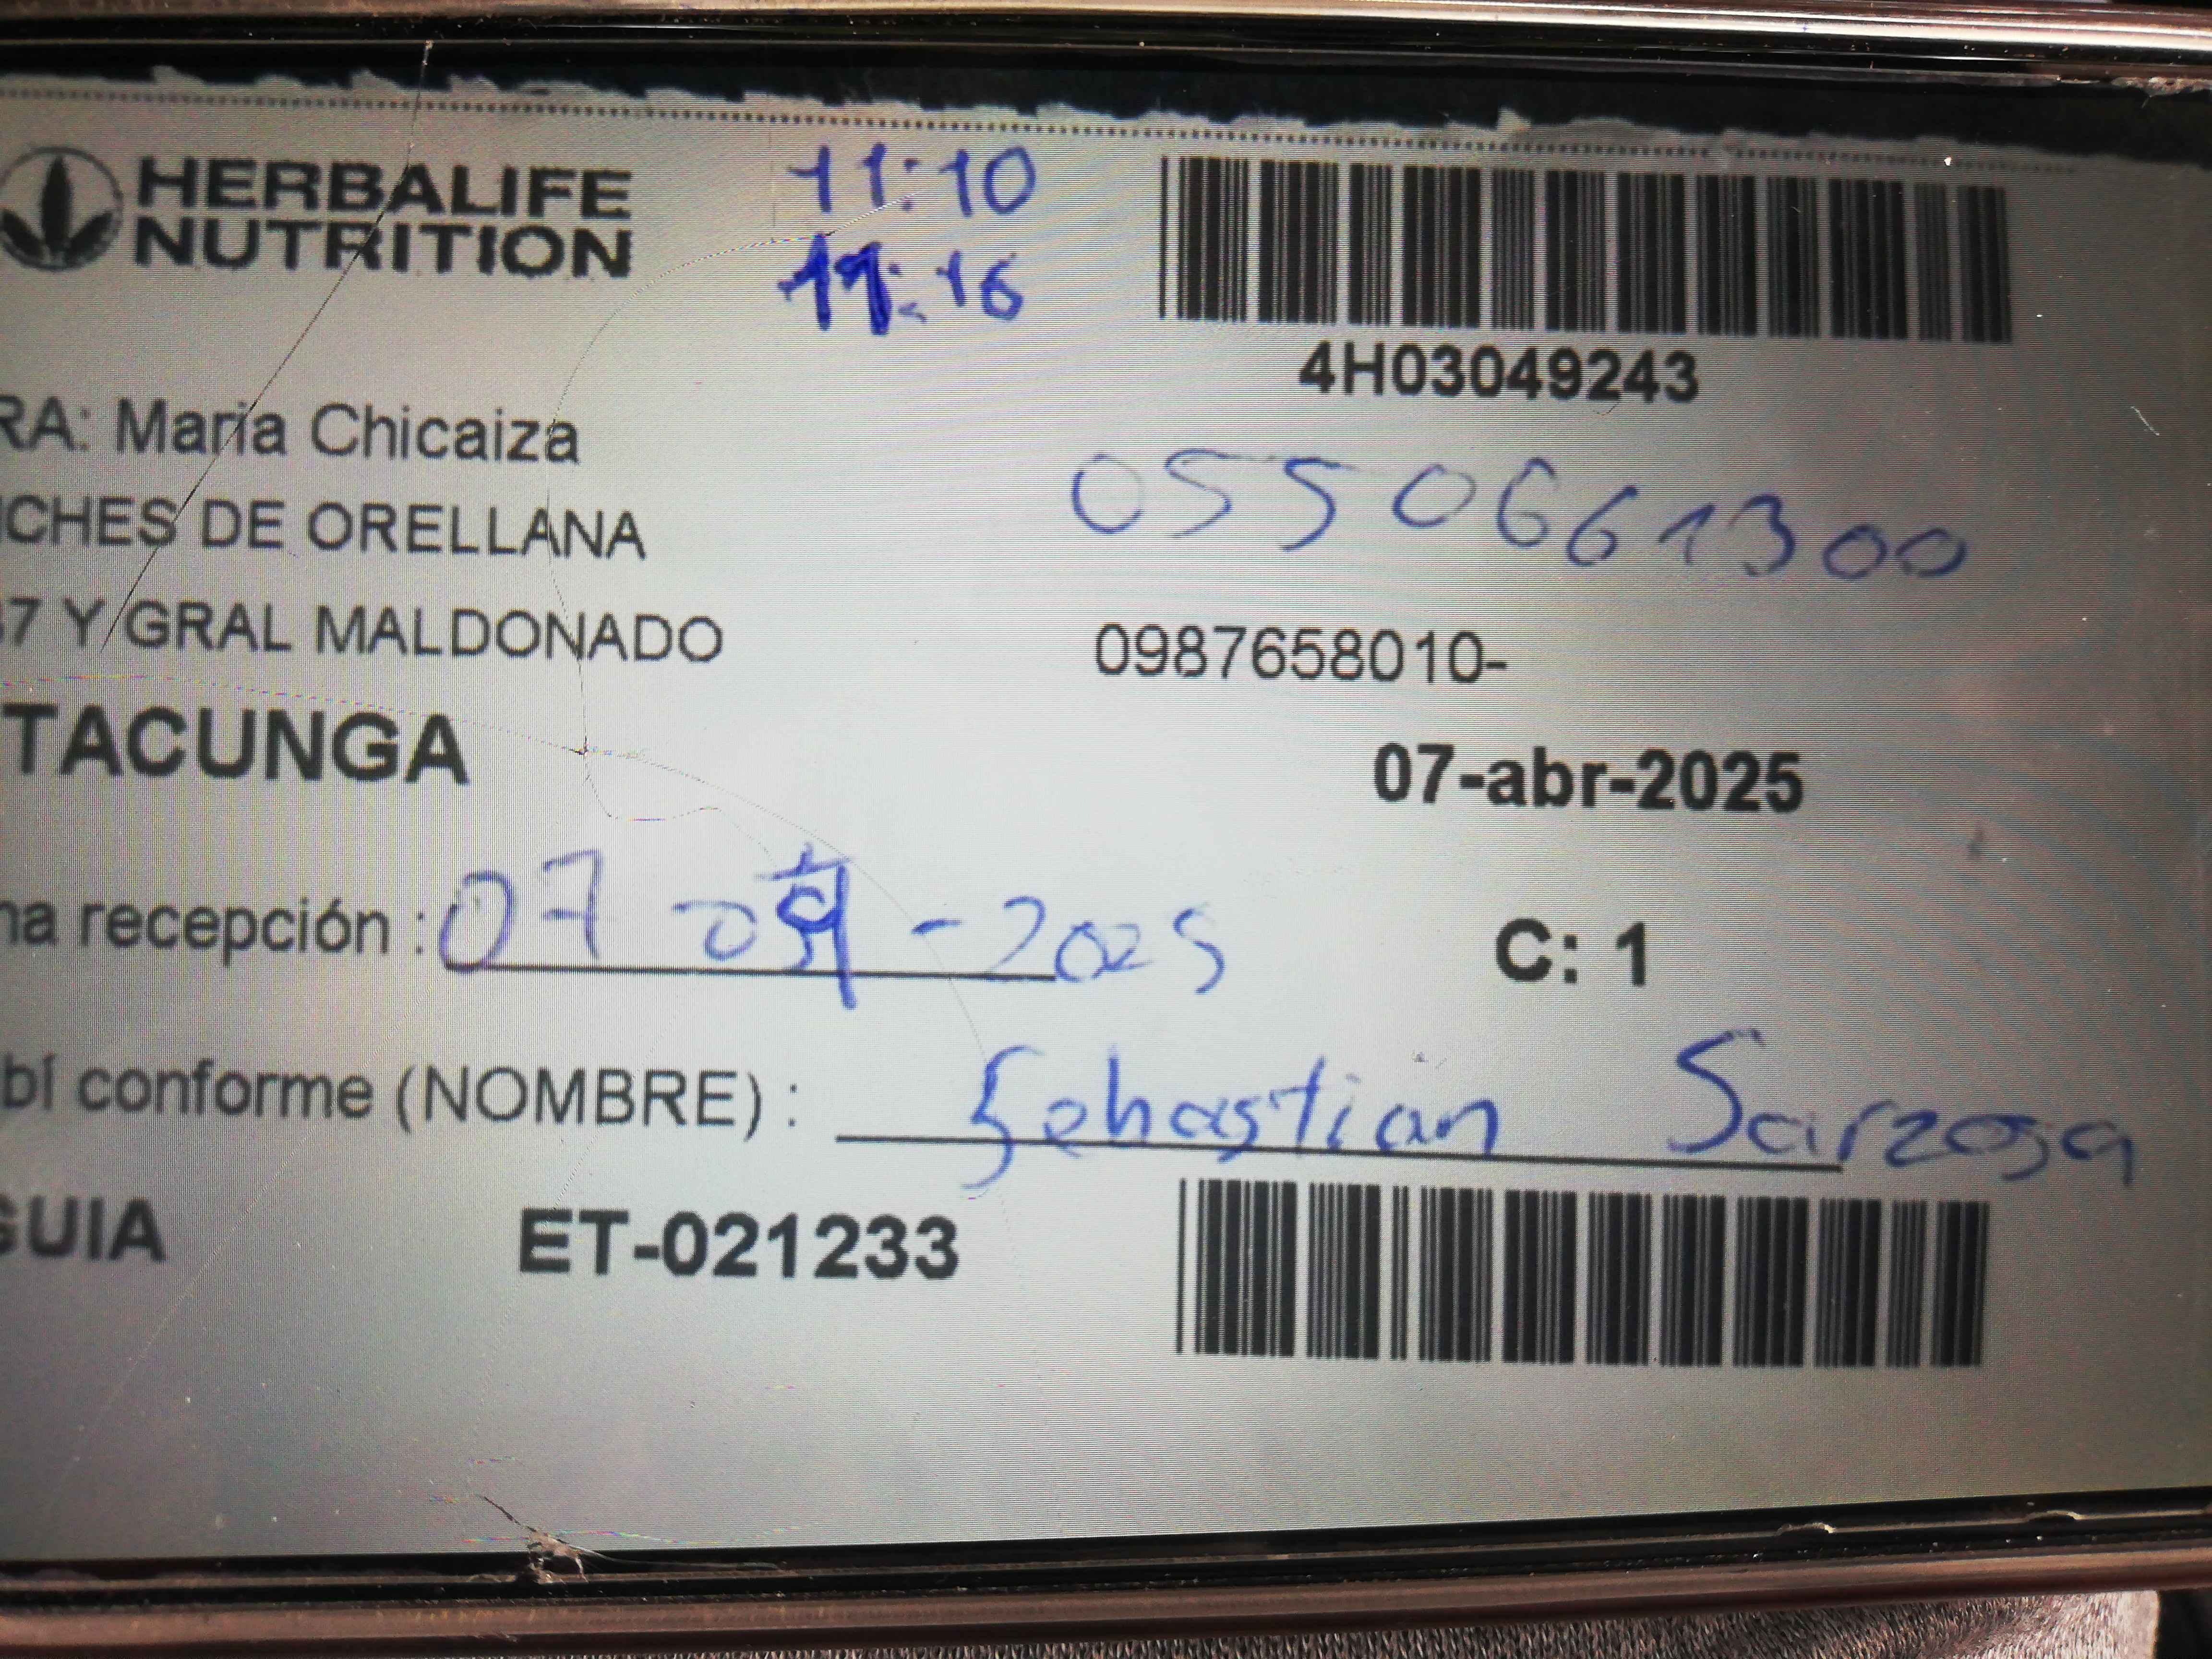 HERBALIFE
NUTRITION
11:10
11:16
4H03049243
RA: Maria Chicaiza
0550661300
CHES DE ORELLANA
37 Y GRAL MALDONADO
0987658010-
TACUNGA
07-abr-2025
na recepción : 07 - 04 - 2025
C: 1
bí conforme (NOMBRE) : Sebastian Sarzosa
GUIA ET-021233